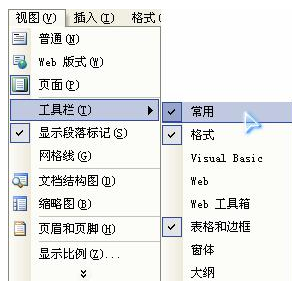 视图(V) 插入(I) 格式(
普通(N)
Web 版式(W)
页面(P)
工具栏(T)
显示段落标记(S)
网格线(G)
文档结构图(D)
缩略图(B)
页眉和页脚(H)
显示比例(Z)...
常用
格式
Visual Basic
Web
Web 工具箱
表格和边框
窗体
大纲